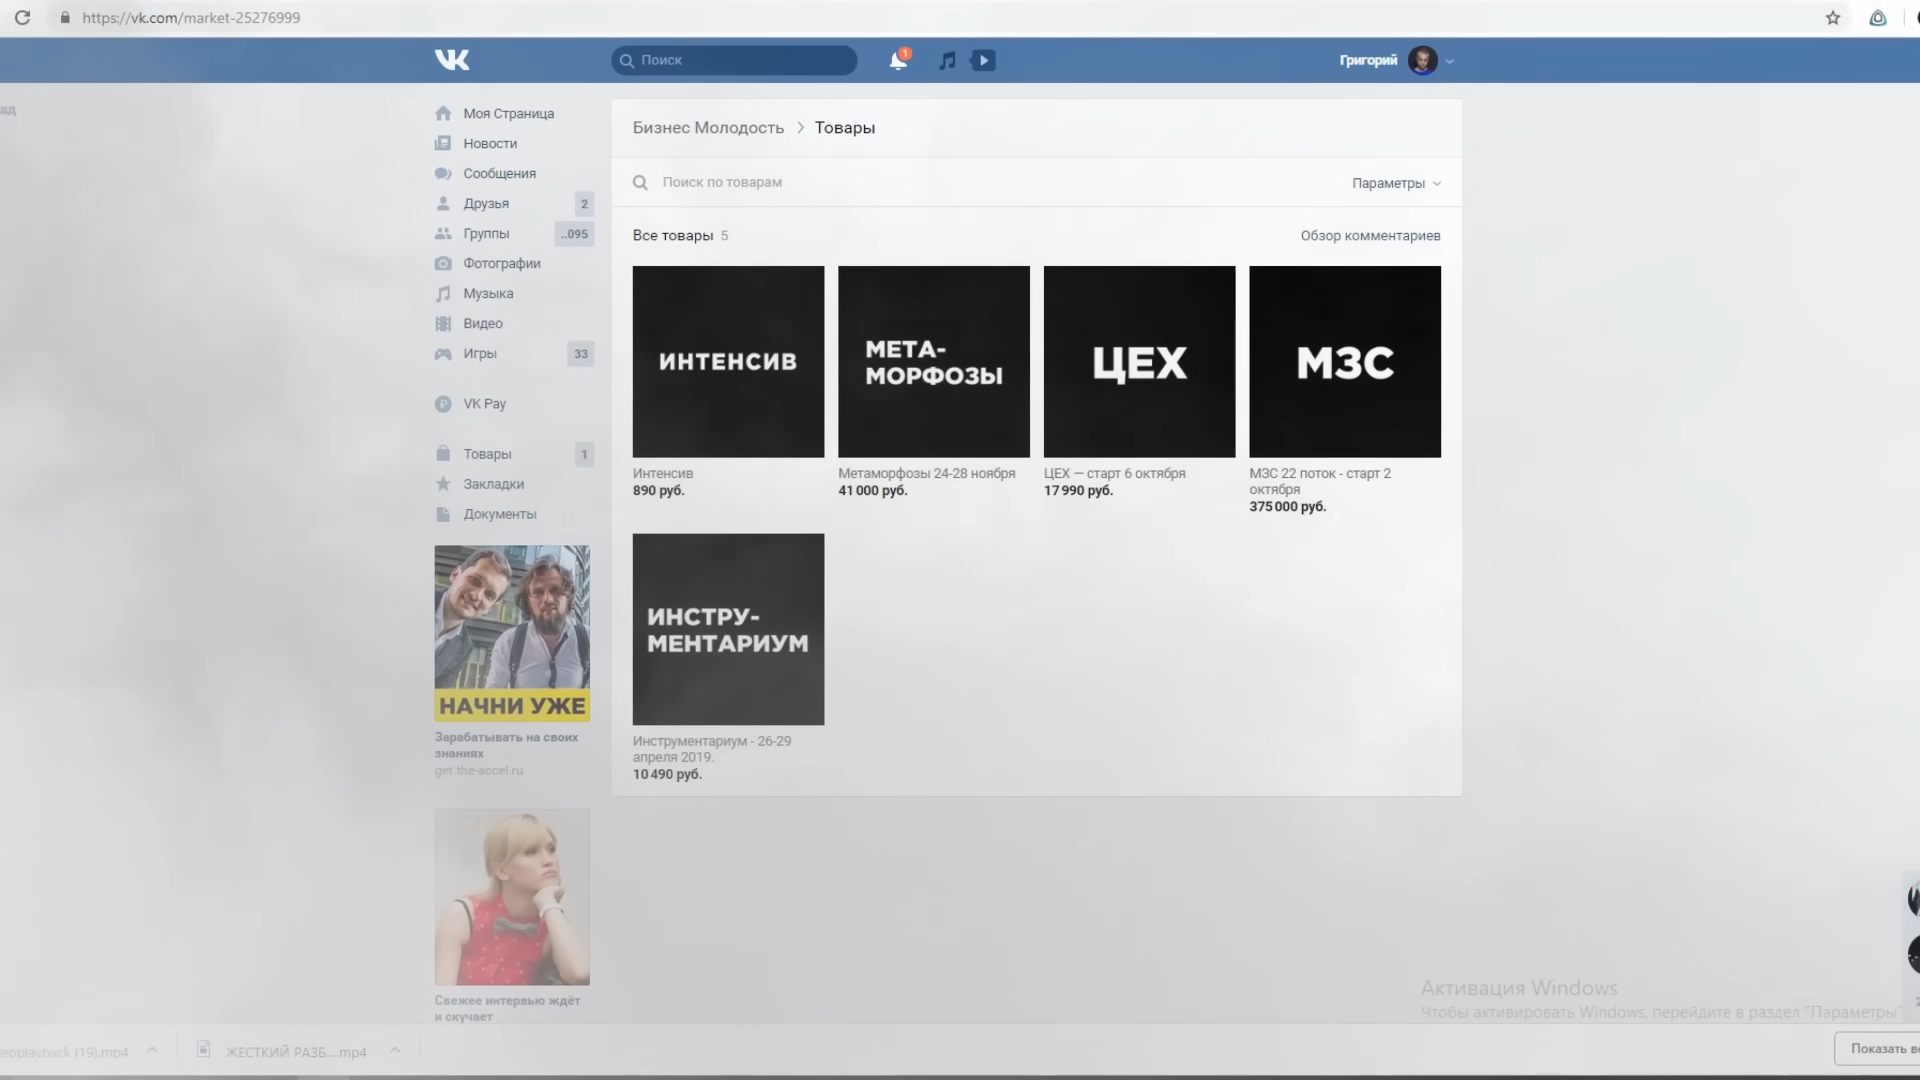 https://vk.com/market-25276999
Поиск
1
Григорий
ад
Моя Страница
Новости
Сообщения
Друзья 2
Группы ..095
Фотографии
Музыка
Видео
Игры 33
VK Pay
Товары 1
Закладки
Документы
НАЧНИ УЖЕ
Зарабатывать на своих
знаниях
get.the-accel.ru
Свежее интервью ждёт
и скучает
Бизнес Молодость > Товары
Поиск по товарам
Параметры
Все товары 5
Обзор комментариев
ИНТЕНСИВ
Интенсив
890 руб.
МЕТА-
МОРФОЗЫ
Метаморфозы 24-28 ноября
41 000 руб.
ЦЕХ
ЦЕХ — старт 6 октября
17 990 руб.
МЗС
МЗС 22 поток - старт 2
октября
375 000 руб.
ИНСТРУ-
МЕНТАРИУМ
Инструментариум - 26-29
апреля 2019.
10 490 руб.
Активация Windows
Чтобы активировать Windows, перейдите в раздел "Параметры".
eoplayback (19).mp4
ЖЕСТКИЙ РАЗБ....mp4
Показать вс